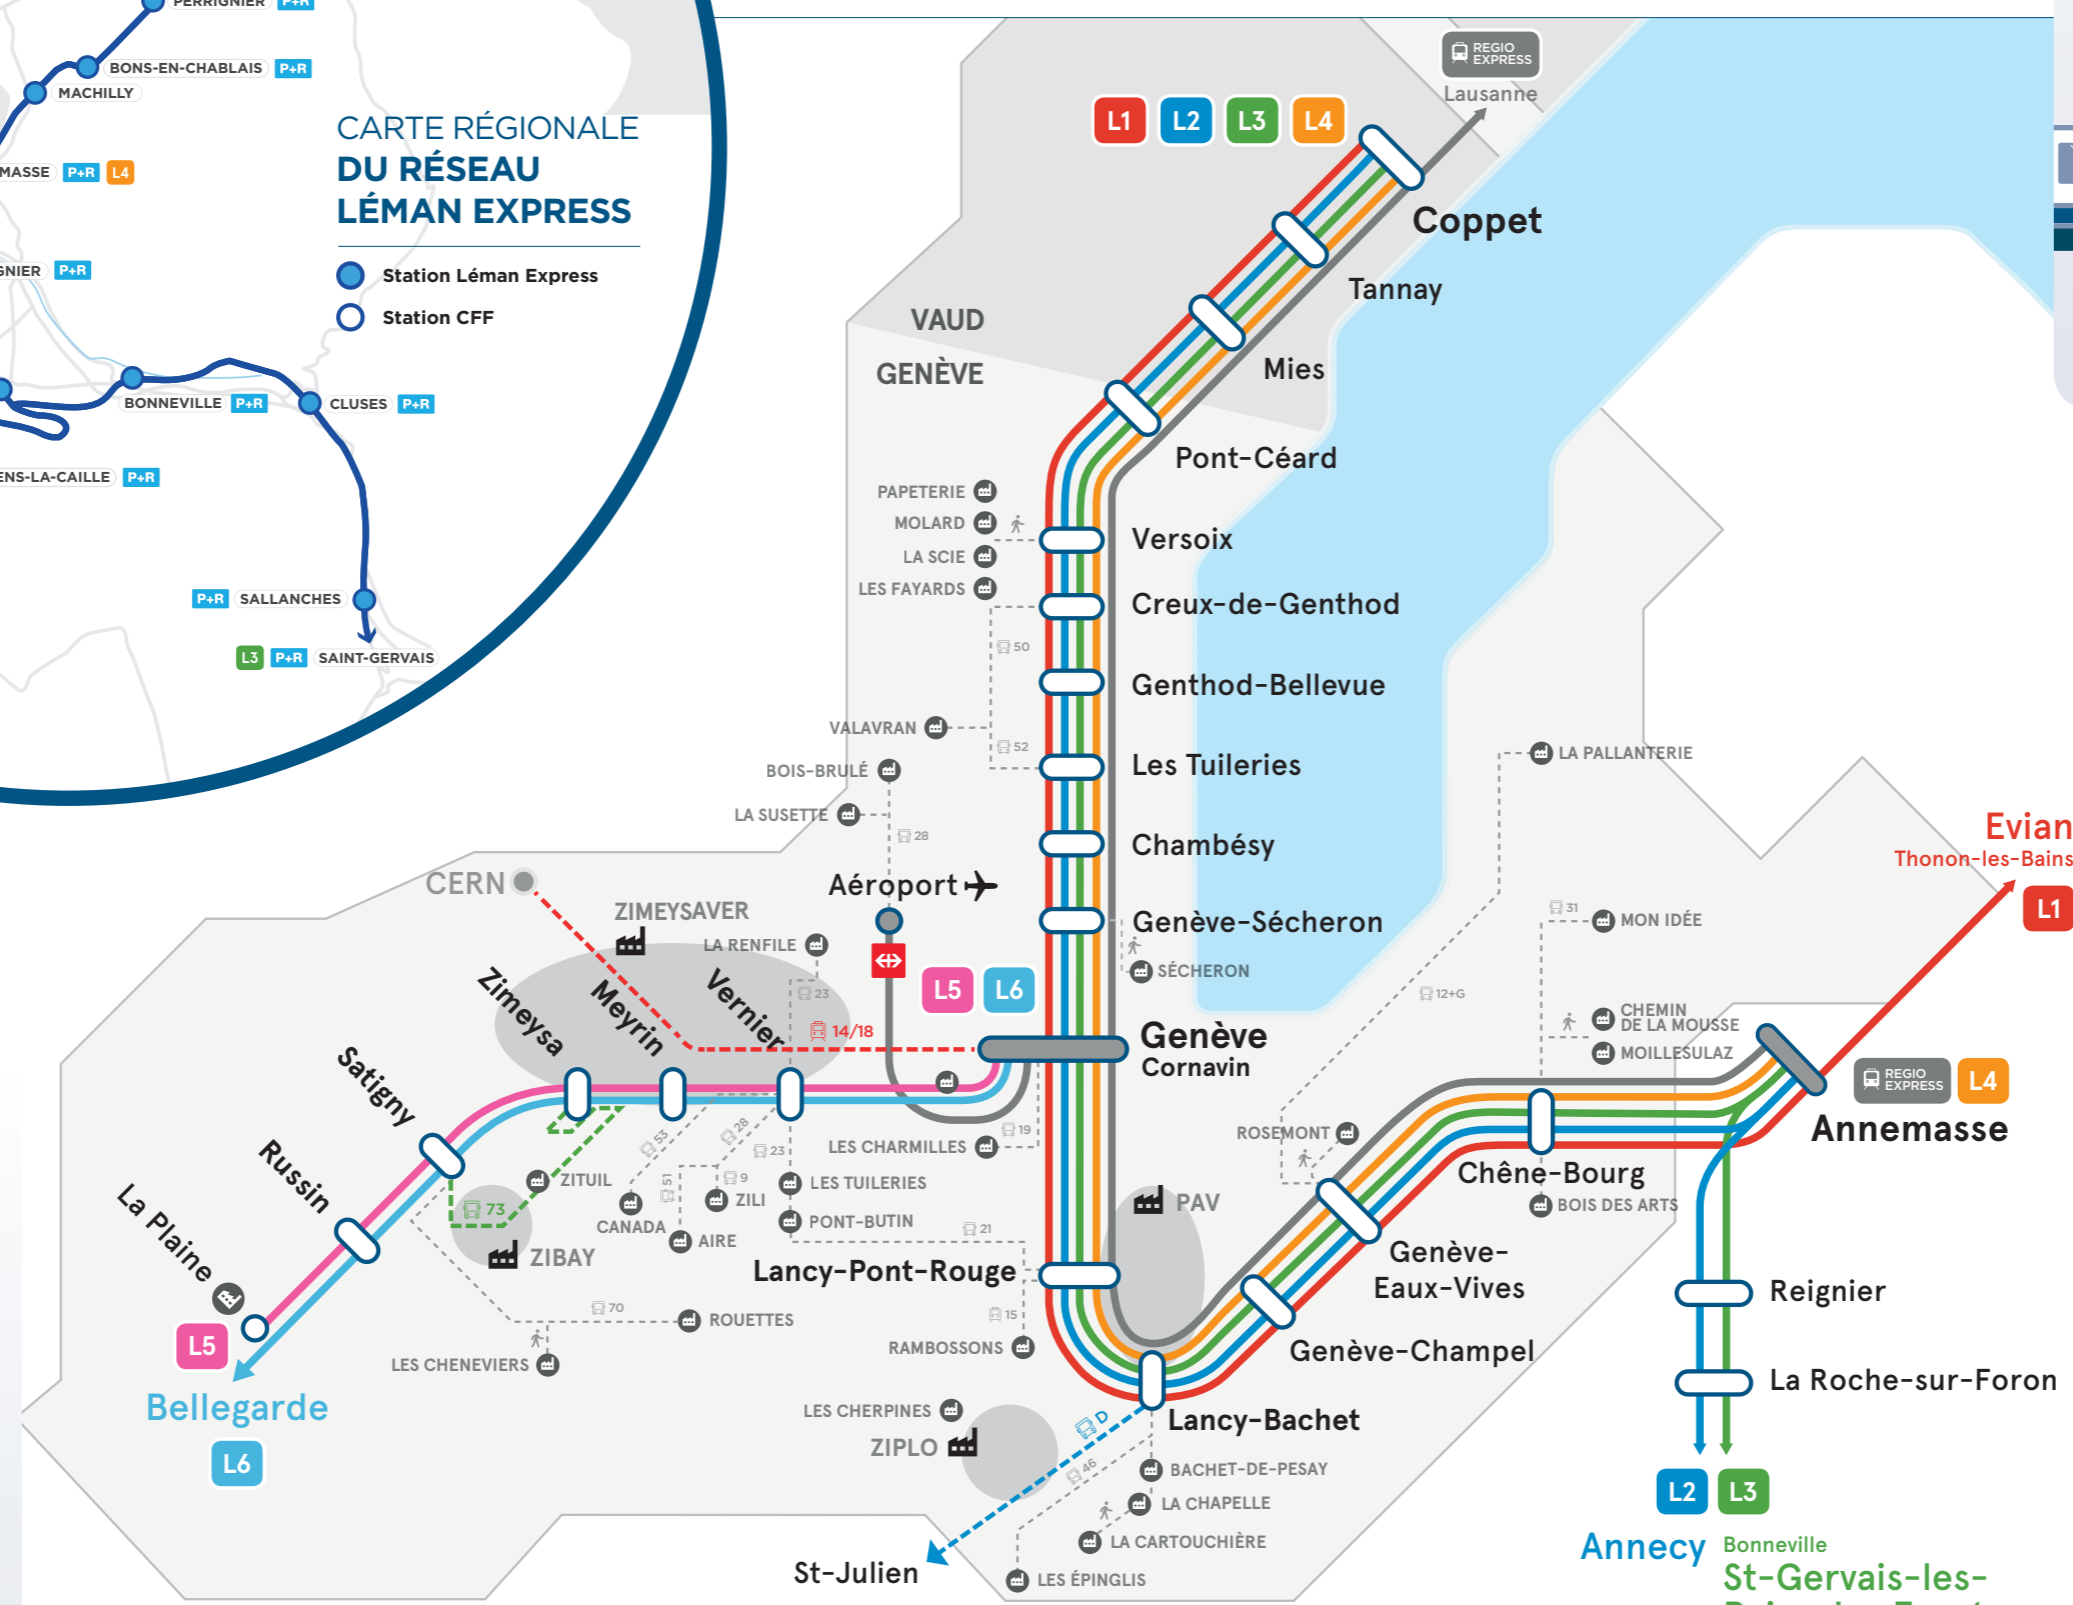 PERRIGNIER P+R
BONS-EN-CHABLAIS P+R
MACHILLY
MASSE P+R L4
GNIER P+R
BONNEVILLE P+R
CLUSES P+R
ENS-LA-CAILLE P+R
P+R SALLANCHES
L3 P+R SAINT-GERVAIS
CARTE RÉGIONALE
DU RÉSEAU
LÉMAN EXPRESS
Station Léman Express
Station CFF
REGIO
EXPRESS
Lausanne
L1 L2 L3 L4
Coppet
Tannay
Mies
VAUD
GENÈVE
Pont-Céard
PAPETERIE
MOLARD
LA SCIE
LES FAYARDS
Versoix
Creux-de-Genthod
50
Genthod-Bellevue
VALAVRAN
52
Les Tuileries
BOIS-BRULÉ
LA SUSETTE
28
Chambésy
Aéroport
Genève-Sécheron
SÉCHERON
LA PALLANTERIE
12+G
31
MON IDÉE
CHEMIN
DE LA MOUSSE
MOILLESULAZ
Evian
Thonon-les-Bains
L1
CERN
ZIMEYSAVER
LA RENFILE
23
L5 L6
14/18
Genève
Cornavin
Zimeysa
Meyrin
Vernier
Satigny
Russin
La Plaine
L5
Bellegarde
L6
73
ZITUIL
ZIBAY
53
28
CANADA
51
9
ZILI
AIRE
23
LES TUILERIES
PONT-BUTIN
21
LES CHARMILLES
19
70
ROUETTES
LES CHENEVIERS
Lancy-Pont-Rouge
15
RAMBOSSONS
PAV
LES CHERPINES
ZIPLO
D
46
St-Julien
Lancy-Bachet
BACHET-DE-PESAY
LA CHAPELLE
LA CARTOUCHIÈRE
LES ÉPINGLIS
Genève-Champel
Genève-
Eaux-Vives
ROSEMONT
Chêne-Bourg
BOIS DES ARTS
REGIO
EXPRESS
L4
Annemasse
Reignier
La Roche-sur-Foron
L2 L3
Annecy
Bonneville
St-Gervais-les-